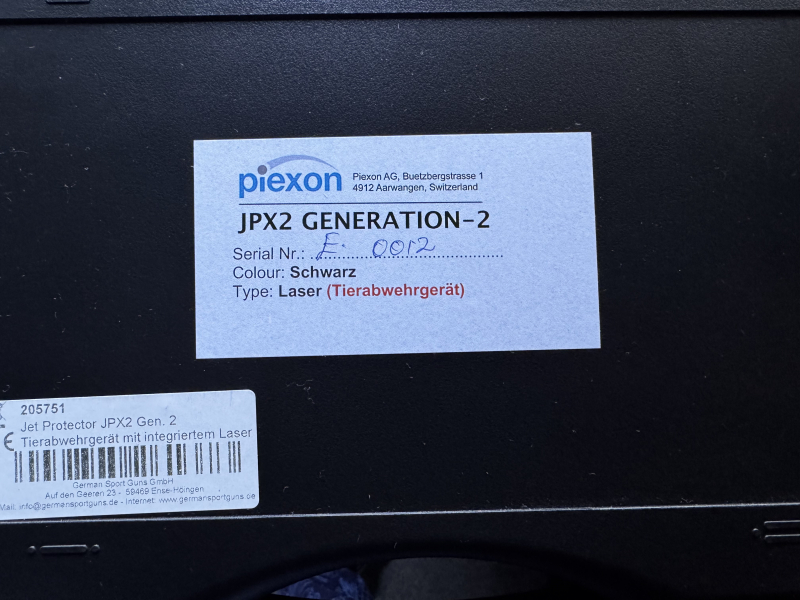 piexon
Piexon AG, Buetzbergstrasse 1
4912 Aarwangen, Switzerland
JPX2 GENERATION-2
Serial Nr.: E. 0012
Colour: Schwarz
Type: Laser (Tierabwehrgerät)
205751
Jet Protector JPX2 Gen. 2
CE
Tierabwehrgerät mit integriertem Laser
German Sport Guns GmbH
Auf den Geeren 23 - 59469 Ense-Höingen
Mail: info@germansportguns.de - Internet: www.germansportguns.de